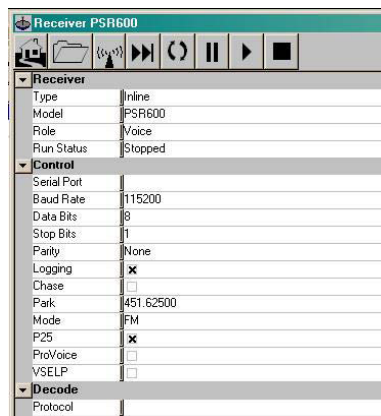 Receiver PSR600
Receiver
Type Inline
Model PSR600
Role Voice
Run Status Stopped
Control
Serial Port
Baud Rate 115200
Data Bits 8
Stop Bits 1
Parity None
Logging
Chase
Park 451.62500
Mode FM
P25
ProVoice
VSELP
Decode
Protocol